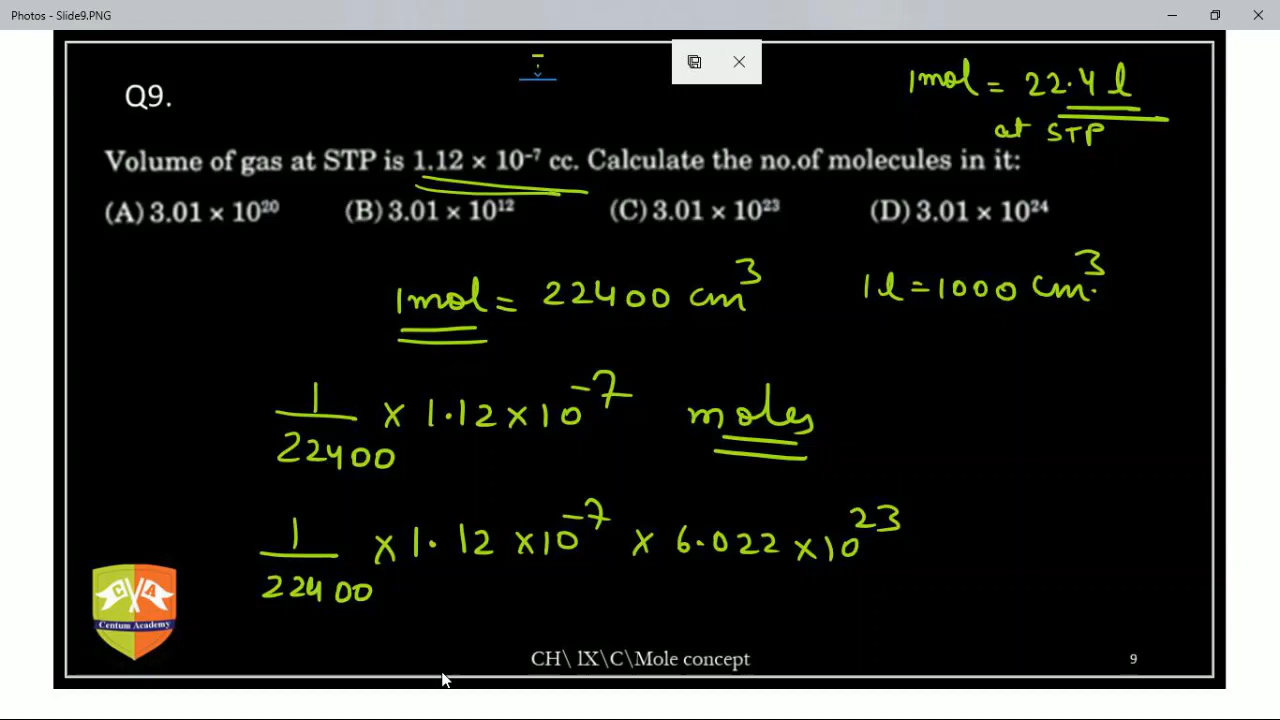 Photos - Slide9.PNG
1mol = 22.4 l
at STP
Q9.
Volume of gas at STP is 1.12 × 10⁻⁷ cc. Calculate the no.of molecules in it:
(A) 3.01 × 10²⁰ (B) 3.01 × 10¹² (C) 3.01 × 10²³ (D) 3.01 × 10²⁴
1mol = 22400 cm³ 1l = 1000 cm³.
1/22400 × 1.12 × 10⁻⁷ moles
1/22400 × 1.12 × 10⁻⁷ × 6.022 × 10²³
C A
Centum Academy
CH\ lX\C\Mole concept 9